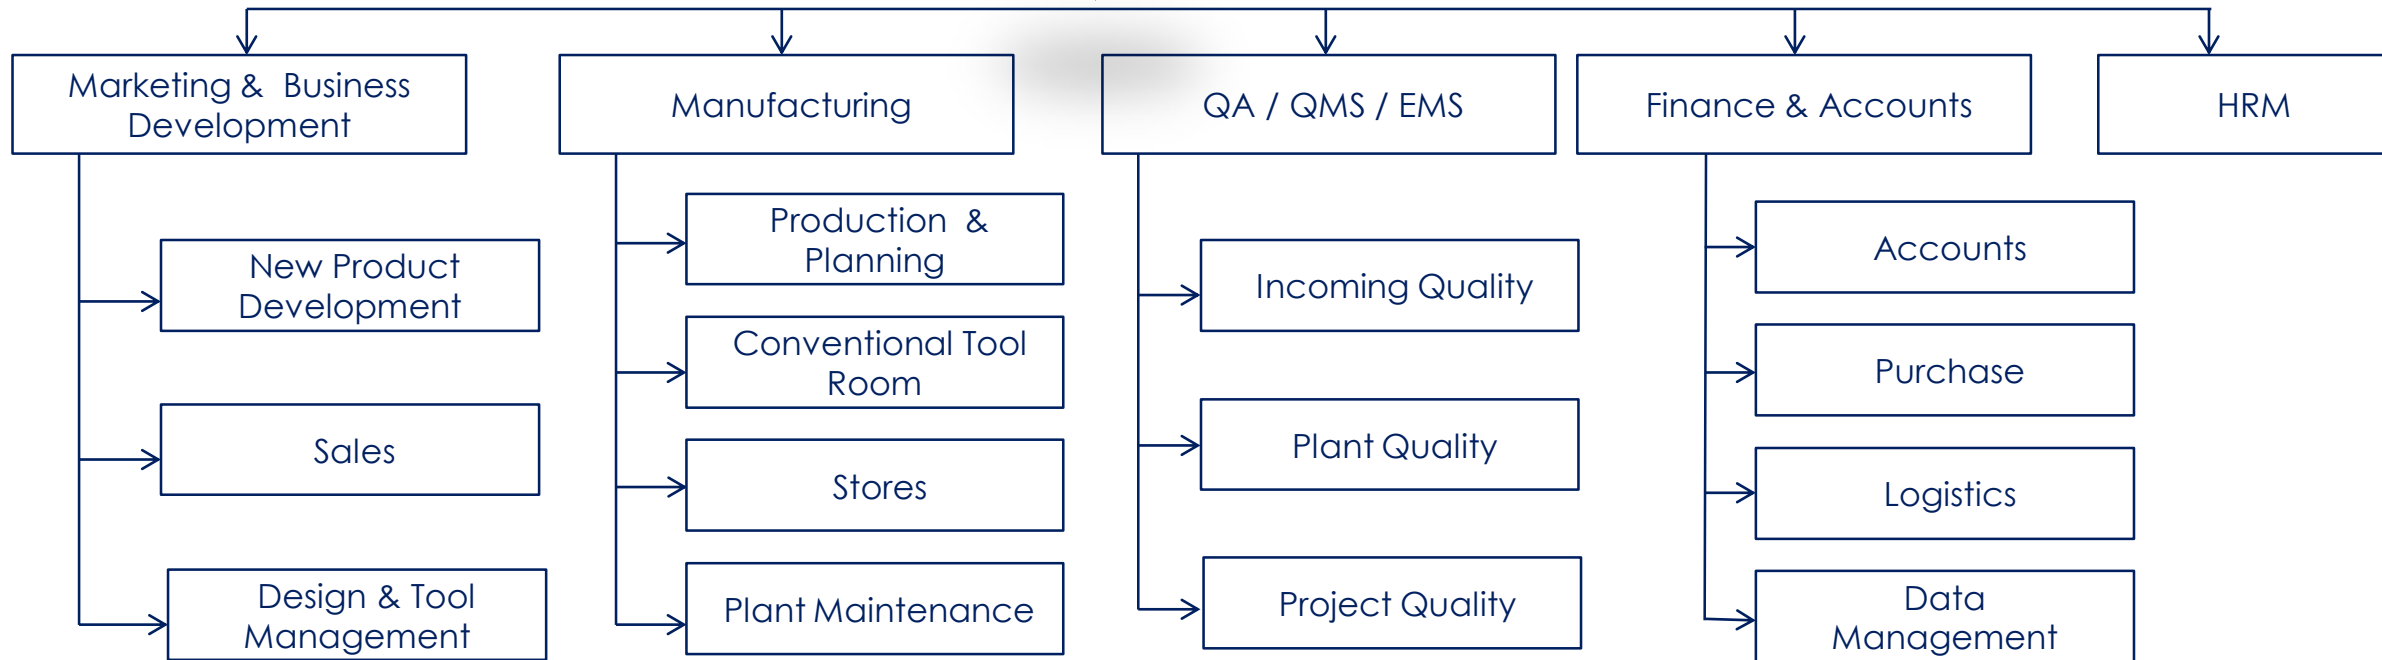 Marketing & Business
Development
New Product
Development
Sales
Design & Tool
Management
Manufacturing
Production &
Planning
Conventional Tool
Room
Stores
Plant Maintenance
QA / QMS / EMS
Incoming Quality
Plant Quality
Project Quality
Finance & Accounts
Accounts
Purchase
Logistics
Data
Management
HRM